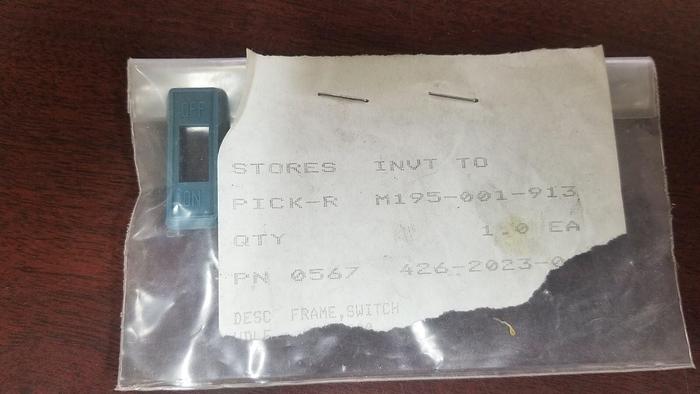 OFF
ON
STORES INVT TO
PICK-R M195-001-913
QTY 1.0 EA
PN 0567 426-2023-0
DESC FRAME,SWITCH